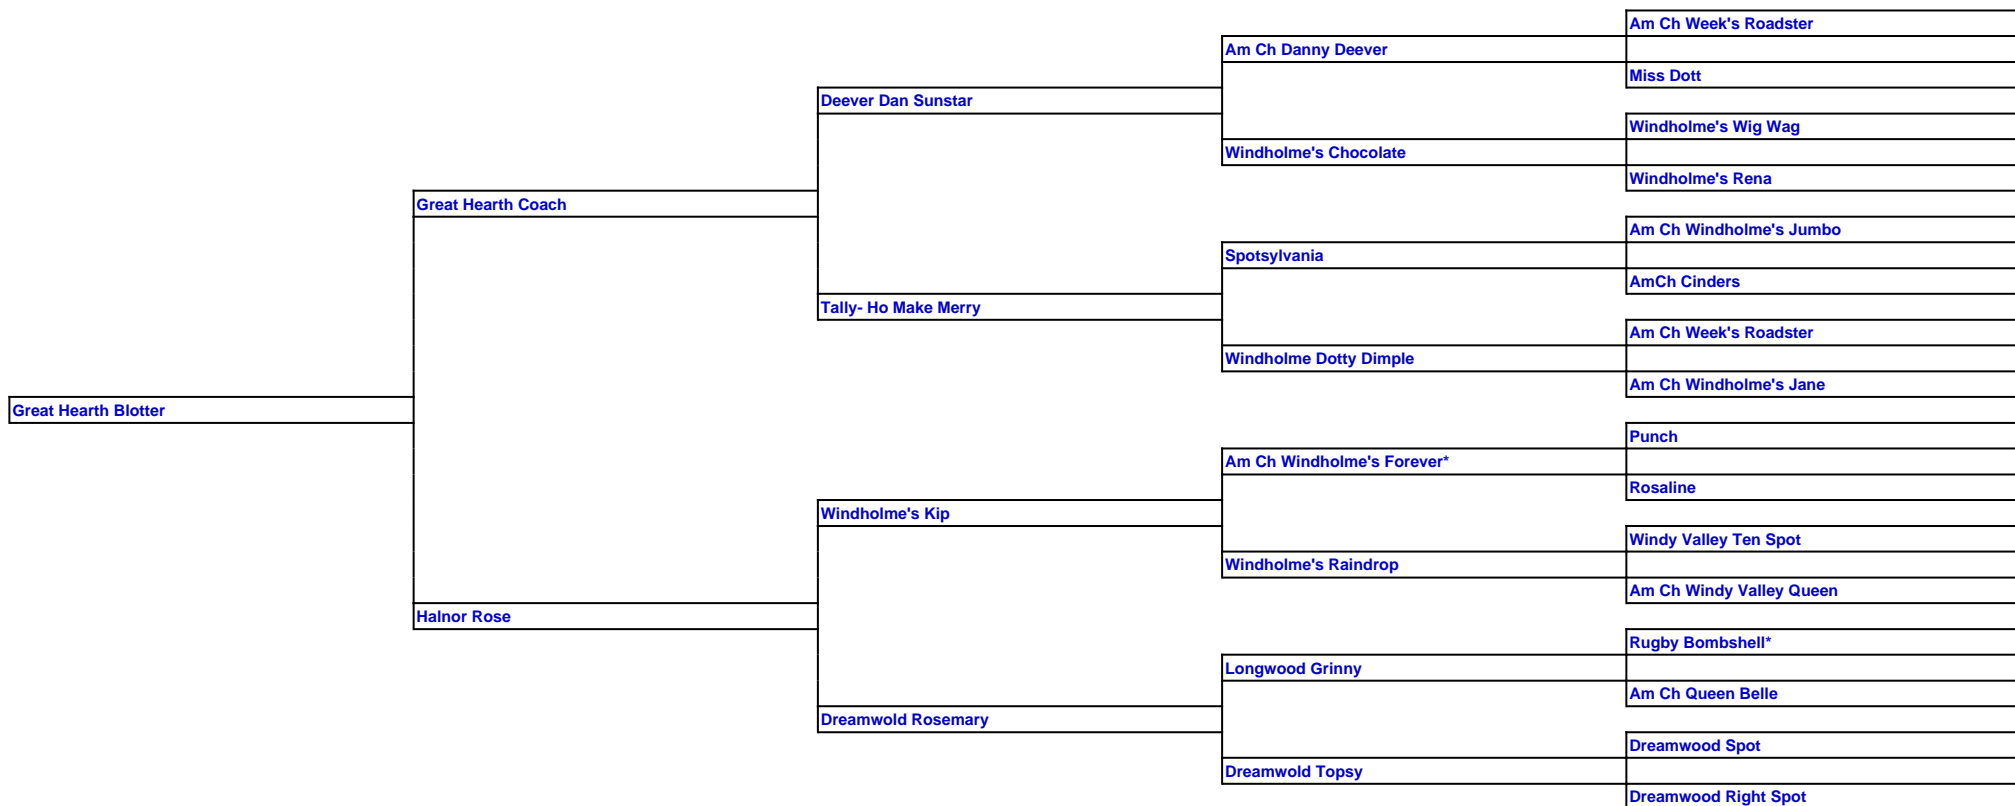 Am Ch Week's Roadster
Am Ch Danny Deever
Miss Dott
Deever Dan Sunstar
Windholme's Wig Wag
Windholme's Chocolate
Windholme's Rena
Great Hearth Coach
Am Ch Windholme's Jumbo
Spotsylvania
AmCh Cinders
Tally- Ho Make Merry
Am Ch Week's Roadster
Windholme Dotty Dimple
Am Ch Windholme's Jane
Great Hearth Blotter
Punch
Am Ch Windholme's Forever*
Rosaline
Windholme's Kip
Windy Valley Ten Spot
Windholme's Raindrop
Am Ch Windy Valley Queen
Halnor Rose
Rugby Bombshell*
Longwood Grinny
Am Ch Queen Belle
Dreamwold Rosemary
Dreamwood Spot
Dreamwold Topsy
Dreamwood Right Spot